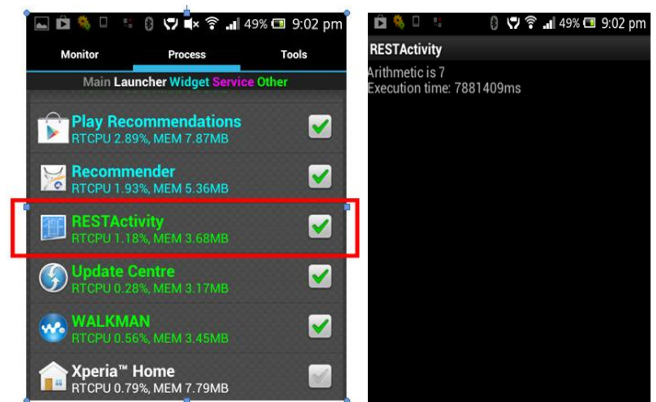 49% 9:02 pm
Monitor Process Tools
Main Launcher Widget Service Other
Play Recommendations
RTCPU 2.89%, MEM 7.87MB
Recommender
RTCPU 1.93%, MEM 5.36MB
RESTActivity
RTCPU 1.18%, MEM 3.68MB
Update Centre
RTCPU 0.28%, MEM 3.17MB
WALKMAN
RTCPU 0.56%, MEM 3.45MB
Xperia™ Home
RTCPU 0.79%, MEM 7.79MB
49% 9:02 pm
RESTActivity
Arithmetic is 7
Execution time: 7881409ms